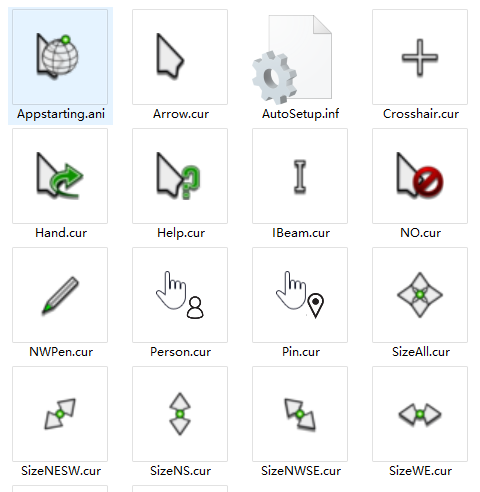 Appstarting.ani
Arrow.cur
AutoSetup.inf
Crosshair.cur
Hand.cur
Help.cur
IBeam.cur
NO.cur
NWPen.cur
Person.cur
Pin.cur
SizeAll.cur
SizeNESW.cur
SizeNS.cur
SizeNWSE.cur
SizeWE.cur